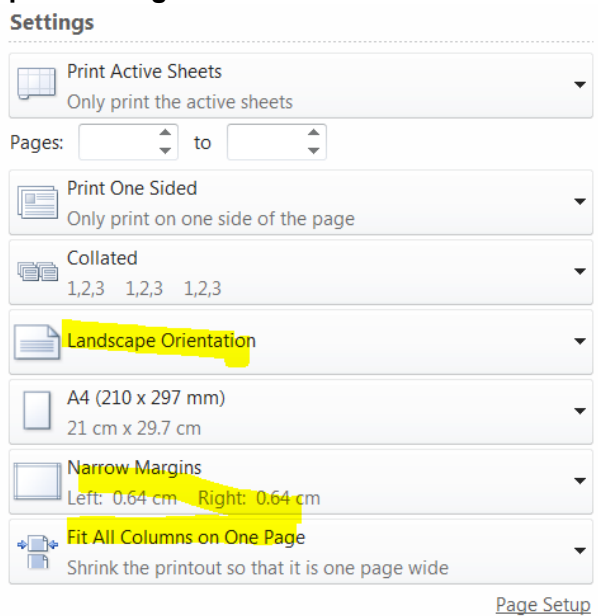 Settings
Print Active Sheets
Only print the active sheets
Pages: to
Print One Sided
Only print on one side of the page
Collated
1,2,3 1,2,3 1,2,3
Landscape Orientation
A4 (210 x 297 mm)
21 cm x 29.7 cm
Narrow Margins
Left: 0.64 cm Right: 0.64 cm
Fit All Columns on One Page
Shrink the printout so that it is one page wide
Page Setup